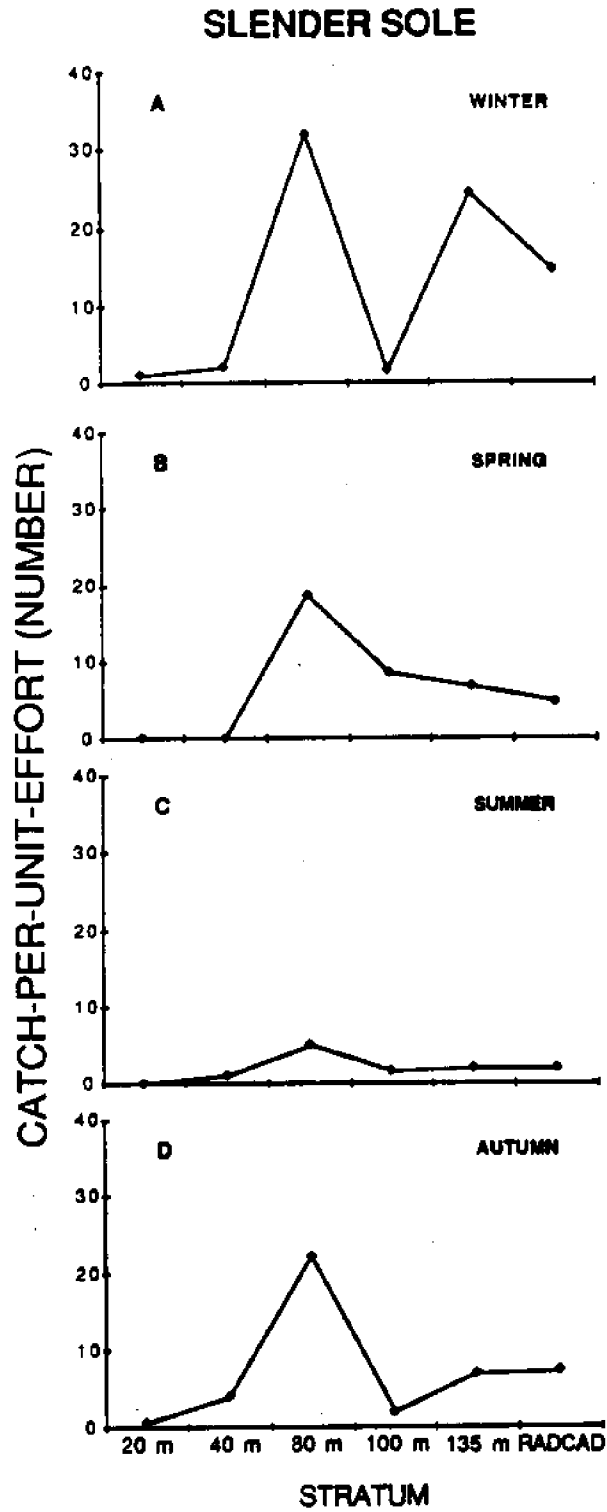 SLENDER SOLE
CATCH-PER-UNIT-EFFORT (NUMBER)
A WINTER
40
30
20
10
0
B SPRING
40
30
20
10
0
C SUMMER
40
30
20
10
0
D AUTUMN
40
30
20
10
0
20 m 40 m 80 m 100 m 135 m RADCAD
STRATUM